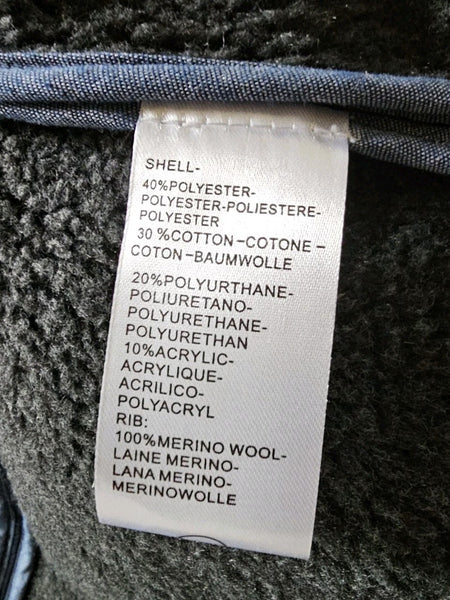 SHELL-
40%POLYESTER-
POLYESTER-POLIESTERE-
POLYESTER
30 %COTTON-COTONE-
COTON-BAUMWOLLE
20%POLYURTHANE-
POLIURETANO-
POLYURETHANE-
POLYURETHAN
10%ACRYLIC-
ACRYLIQUE-
ACRILICO-
POLYACRYL
RIB:
100%MERINO WOOL-
LAINE MERINO-
LANA MERINO-
MERINOWOLLE